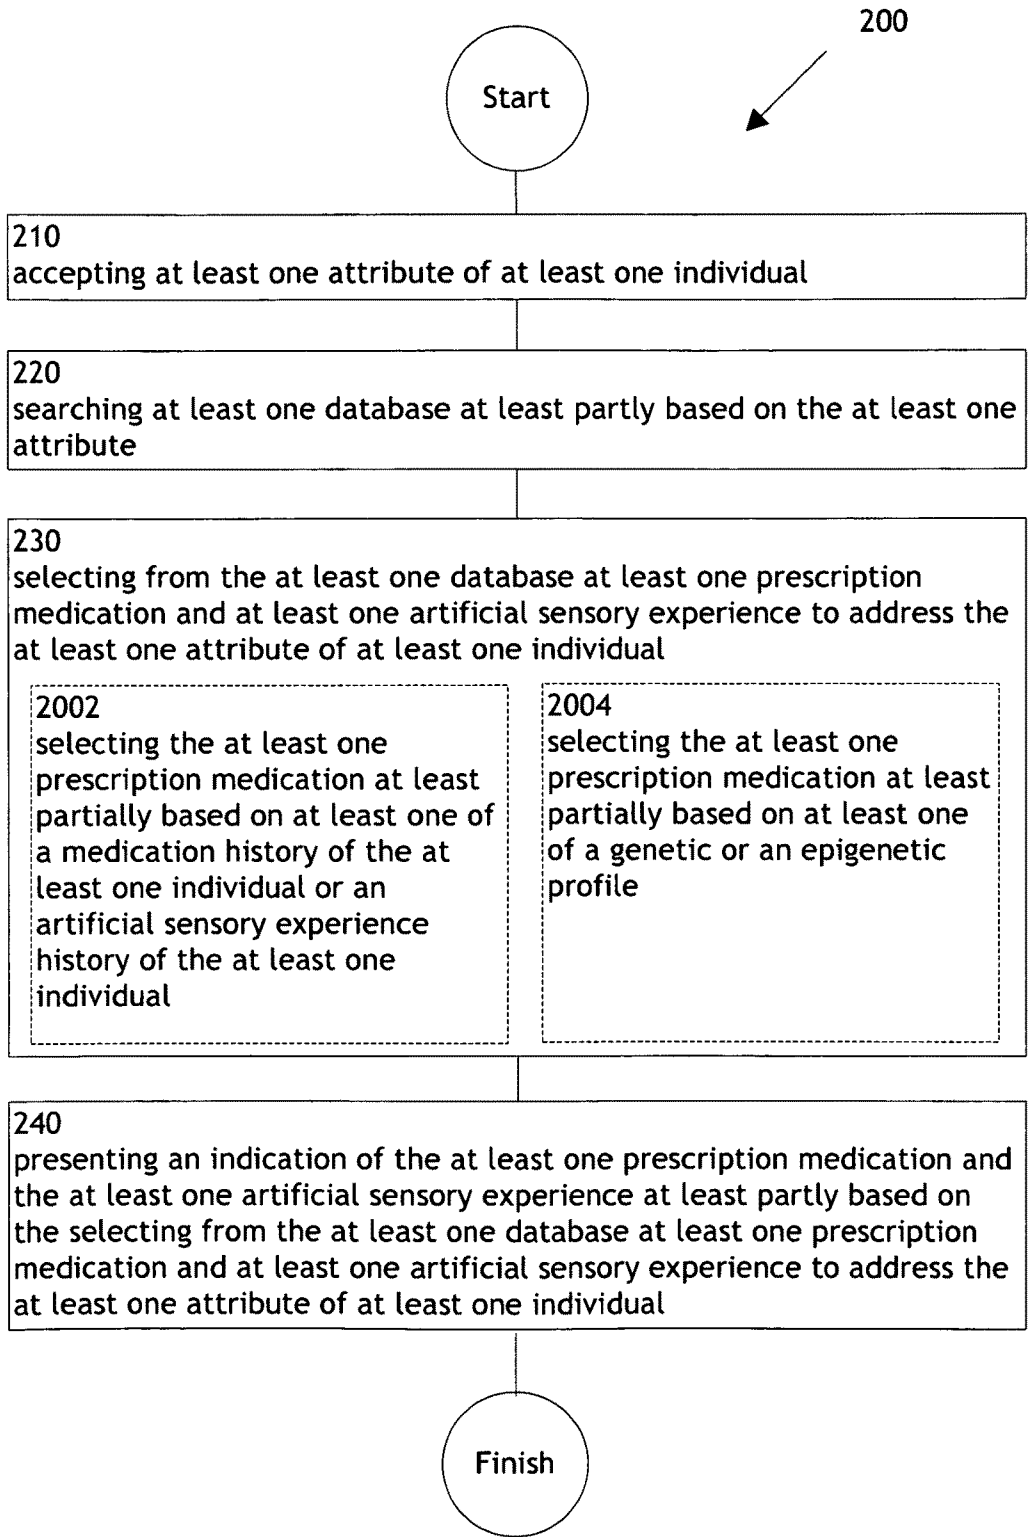 200
Start
210
accepting at least one attribute of at least one individual
220
searching at least one database at least partly based on the at least one
attribute
230
selecting from the at least one database at least one prescription
medication and at least one artificial sensory experience to address the
at least one attribute of at least one individual
2002
selecting the at least one
prescription medication at least
partially based on at least one of
a medication history of the at
least one individual or an
artificial sensory experience
history of the at least one
individual
2004
selecting the at least one
prescription medication at least
partially based on at least one
of a genetic or an epigenetic
profile
240
presenting an indication of the at least one prescription medication and
the at least one artificial sensory experience at least partly based on
the selecting from the at least one database at least one prescription
medication and at least one artificial sensory experience to address the
at least one attribute of at least one individual
Finish